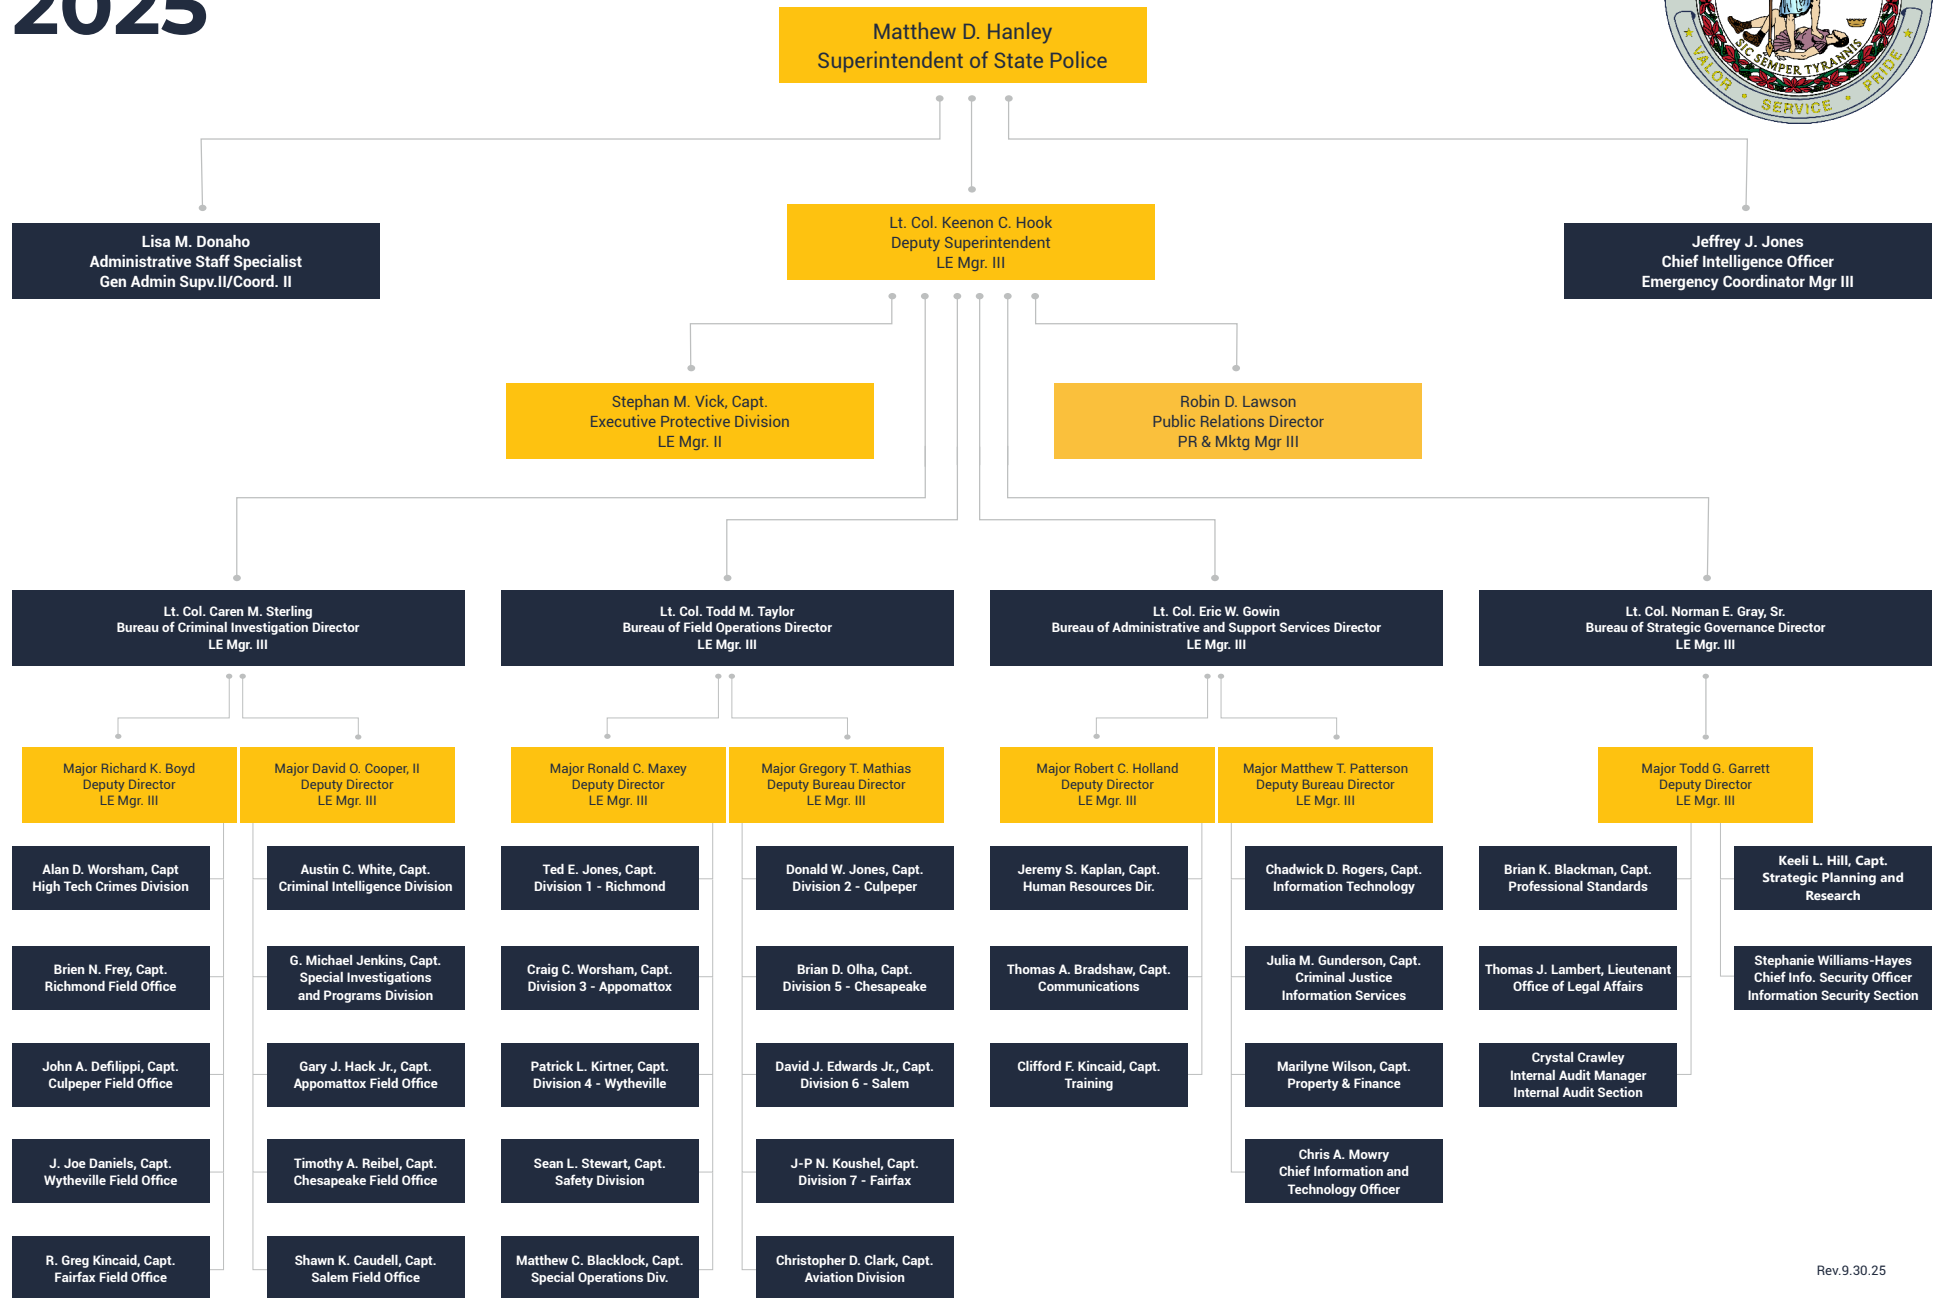 2025
Matthew D. Hanley
Superintendent of State Police
SIC SEMPER TYRANNIS
VALOR • SERVICE • PRIDE
Lisa M. Donaho
Administrative Staff Specialist
Gen Admin Supv.II/Coord. II
Lt. Col. Keenon C. Hook
Deputy Superintendent
LE Mgr. III
Jeffrey J. Jones
Chief Intelligence Officer
Emergency Coordinator Mgr III
Stephan M. Vick, Capt.
Executive Protective Division
LE Mgr. II
Robin D. Lawson
Public Relations Director
PR & Mktg Mgr III
Lt. Col. Caren M. Sterling
Bureau of Criminal Investigation Director
LE Mgr. III
Lt. Col. Todd M. Taylor
Bureau of Field Operations Director
LE Mgr. III
Lt. Col. Eric W. Gowin
Bureau of Administrative and Support Services Director
LE Mgr. III
Lt. Col. Norman E. Gray, Sr.
Bureau of Strategic Governance Director
LE Mgr. III
Major Richard K. Boyd
Deputy Director
LE Mgr. III
Major David O. Cooper, II
Deputy Director
LE Mgr. III
Major Ronald C. Maxey
Deputy Director
LE Mgr. III
Major Gregory T. Mathias
Deputy Bureau Director
LE Mgr. III
Major Robert C. Holland
Deputy Director
LE Mgr. III
Major Matthew T. Patterson
Deputy Bureau Director
LE Mgr. III
Major Todd G. Garrett
Deputy Director
LE Mgr. III
Alan D. Worsham, Capt
High Tech Crimes Division
Austin C. White, Capt.
Criminal Intelligence Division
Ted E. Jones, Capt.
Division 1 - Richmond
Donald W. Jones, Capt.
Division 2 - Culpeper
Jeremy S. Kaplan, Capt.
Human Resources Dir.
Chadwick D. Rogers, Capt.
Information Technology
Brian K. Blackman, Capt.
Professional Standards
Keeli L. Hill, Capt.
Strategic Planning and
Research
Brien N. Frey, Capt.
Richmond Field Office
G. Michael Jenkins, Capt.
Special Investigations
and Programs Division
Craig C. Worsham, Capt.
Division 3 - Appomattox
Brian D. Olha, Capt.
Division 5 - Chesapeake
Thomas A. Bradshaw, Capt.
Communications
Julia M. Gunderson, Capt.
Criminal Justice
Information Services
Thomas J. Lambert, Lieutenant
Office of Legal Affairs
Stephanie Williams-Hayes
Chief Info. Security Officer
Information Security Section
John A. Defilippi, Capt.
Culpeper Field Office
Gary J. Hack Jr., Capt.
Appomattox Field Office
Patrick L. Kirtner, Capt.
Division 4 - Wytheville
David J. Edwards Jr., Capt.
Division 6 - Salem
Clifford F. Kincaid, Capt.
Training
Marilyne Wilson, Capt.
Property & Finance
Crystal Crawley
Internal Audit Manager
Internal Audit Section
J. Joe Daniels, Capt.
Wytheville Field Office
Timothy A. Reibel, Capt.
Chesapeake Field Office
Sean L. Stewart, Capt.
Safety Division
J-P N. Koushel, Capt.
Division 7 - Fairfax
Chris A. Mowry
Chief Information and
Technology Officer
R. Greg Kincaid, Capt.
Fairfax Field Office
Shawn K. Caudell, Capt.
Salem Field Office
Matthew C. Blacklock, Capt.
Special Operations Div.
Christopher D. Clark, Capt.
Aviation Division
Rev.9.30.25